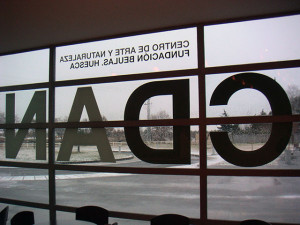 CENTRO DE ARTE Y NATURALEZA
FUNDACION BEULAS. HUESCA
CDAN